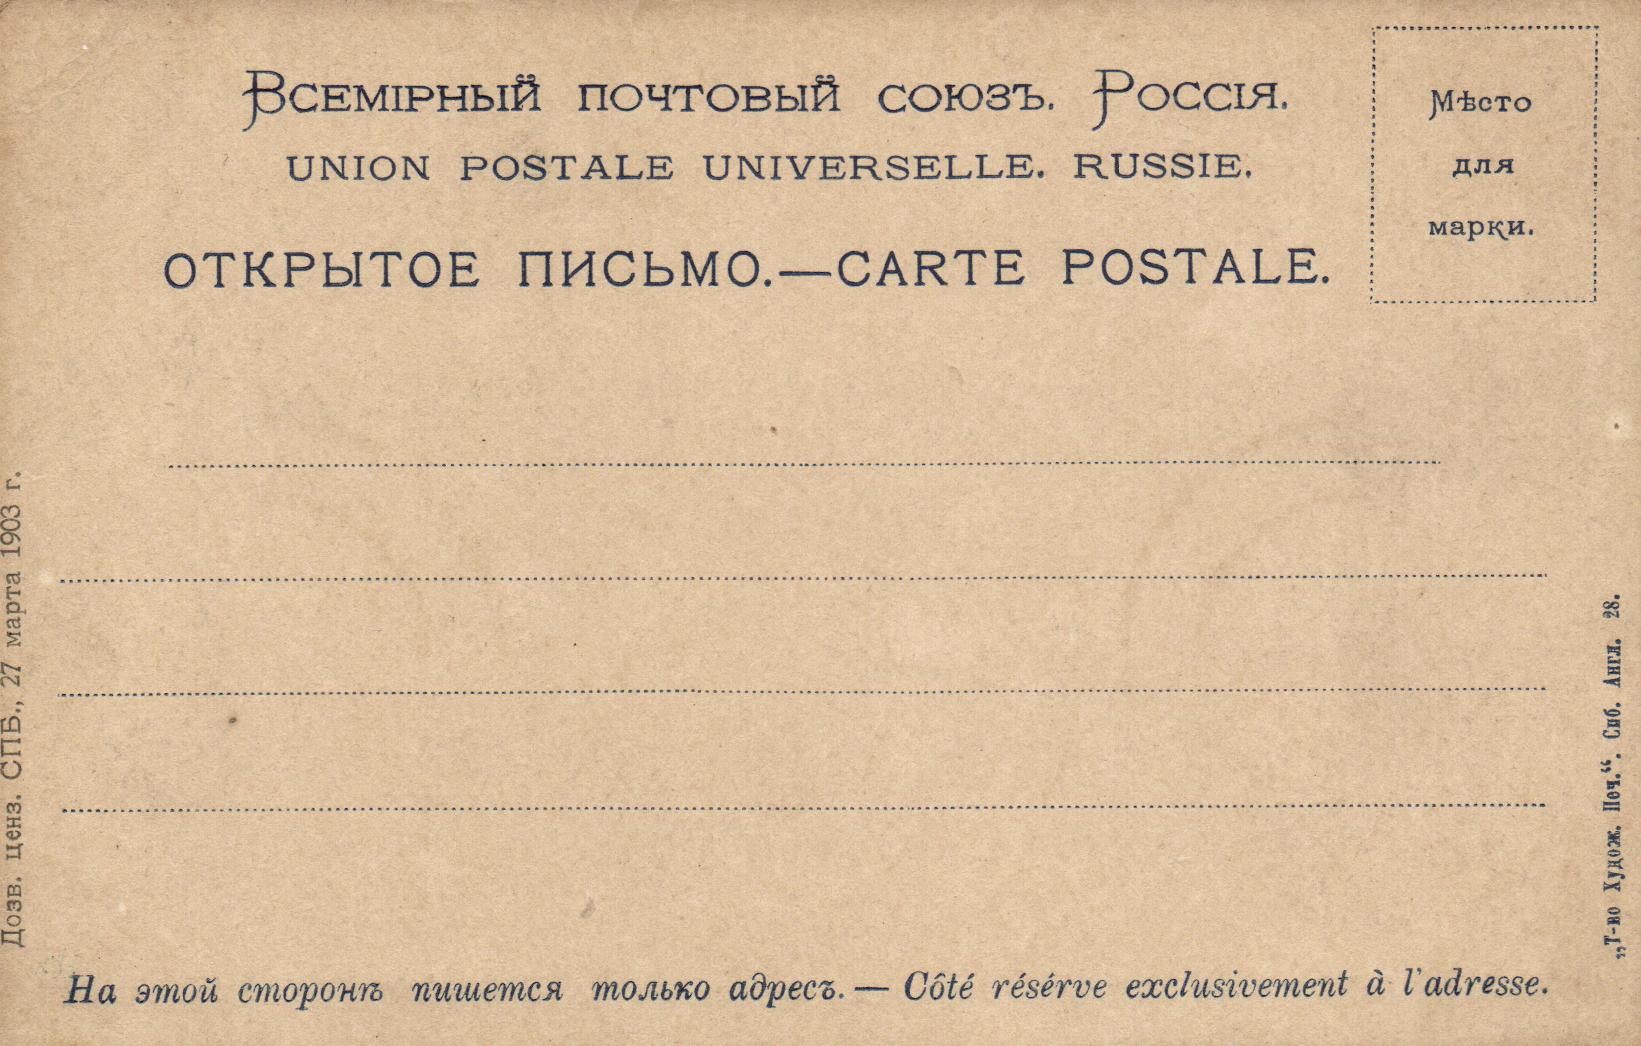 Всемірный почтовый союзъ. Россія.
UNION POSTALE UNIVERSELLE. RUSSIE.
ОТКРЫТОЕ ПИСЬМО.—CARTE POSTALE.
Мѣсто
для
марки.
Дозв. ценз. СПБ., 27 марта 1903 г.
„Т-во Худож. Печ.“. Спб. Англ. 28.
На этой сторонѣ пишется только адресъ. — Côté résérve exclusivement à l'adresse.